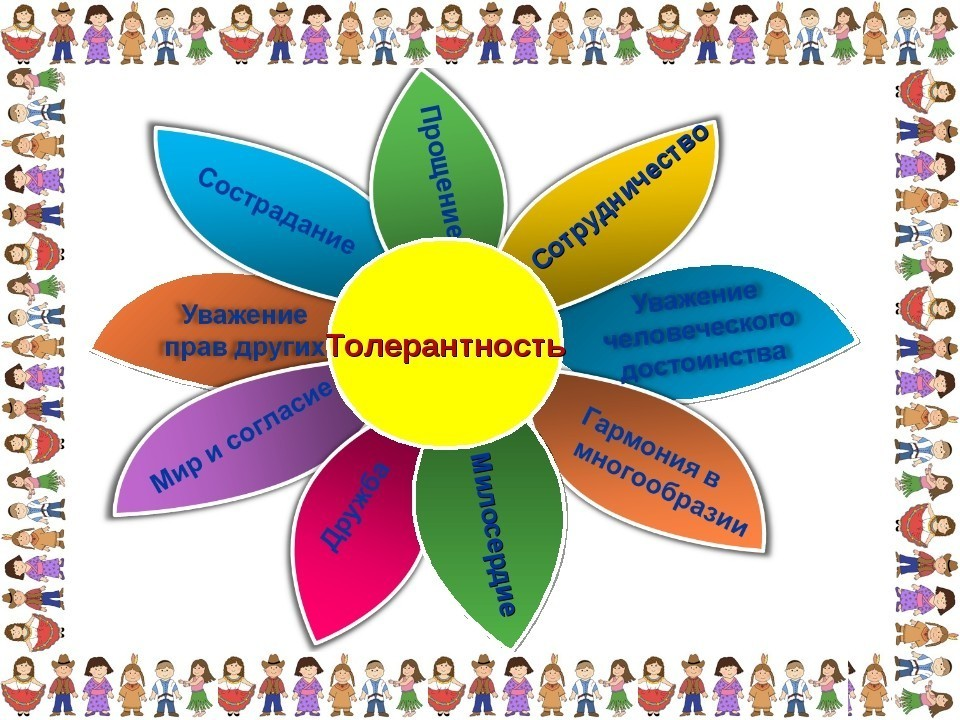 Прощение
Сотрудничество
Сострадание
Уважение
человеческого
достоинства
Уважение
прав других
Толерантность
Гармония в
многообразии
Мир и согласие
Дружба
Милосердие